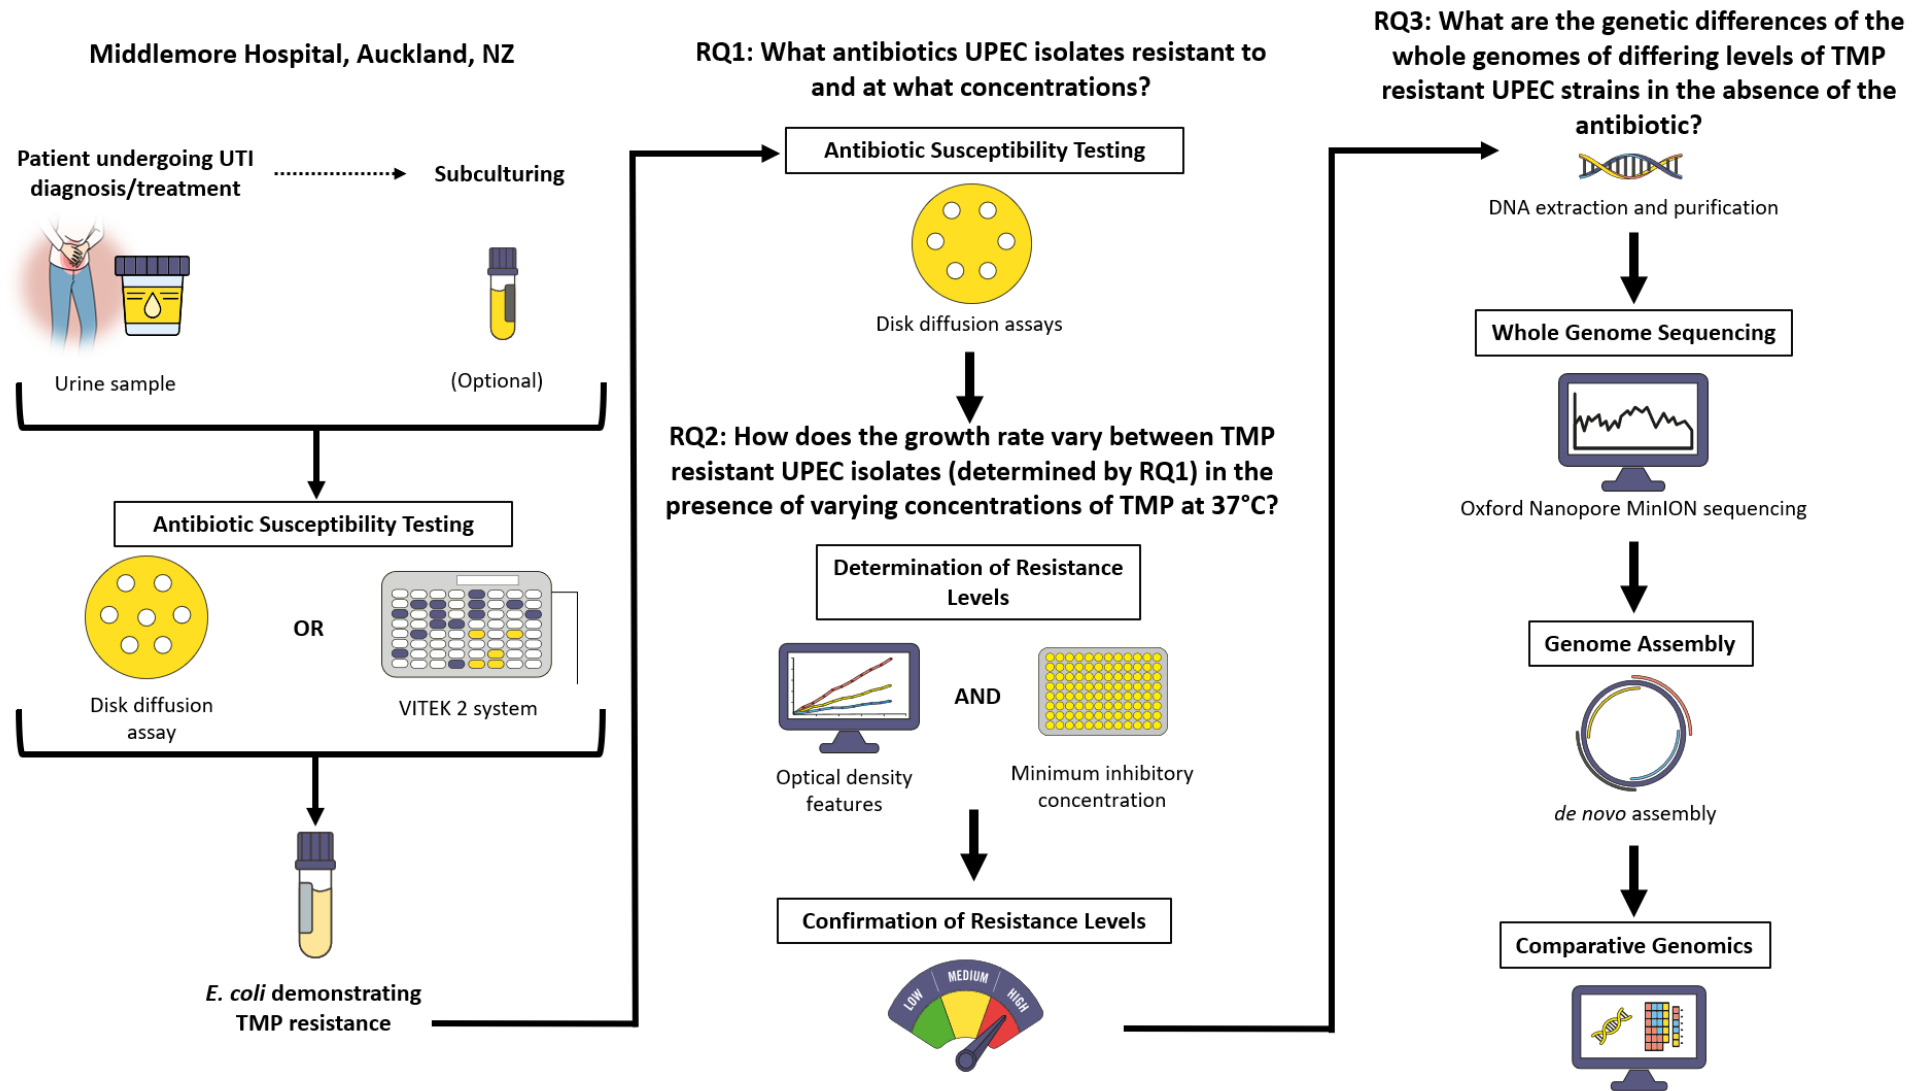 Middlemore Hospital, Auckland, NZ
Patient undergoing UTI
diagnosis/treatment
Subculturing
Urine sample
(Optional)
Antibiotic Susceptibility Testing
OR
Disk diffusion
assay
VITEK 2 system
E. coli demonstrating
TMP resistance
RQ1: What antibiotics UPEC isolates resistant to
and at what concentrations?
Antibiotic Susceptibility Testing
Disk diffusion assays
RQ2: How does the growth rate vary between TMP
resistant UPEC isolates (determined by RQ1) in the
presence of varying concentrations of TMP at 37°C?
Determination of Resistance
Levels
AND
Optical density
features
Minimum inhibitory
concentration
Confirmation of Resistance Levels
LOW
MEDIUM
HIGH
RQ3: What are the genetic differences of the
whole genomes of differing levels of TMP
resistant UPEC strains in the absence of the
antibiotic?
DNA extraction and purification
Whole Genome Sequencing
Oxford Nanopore MinION sequencing
Genome Assembly
de novo assembly
Comparative Genomics